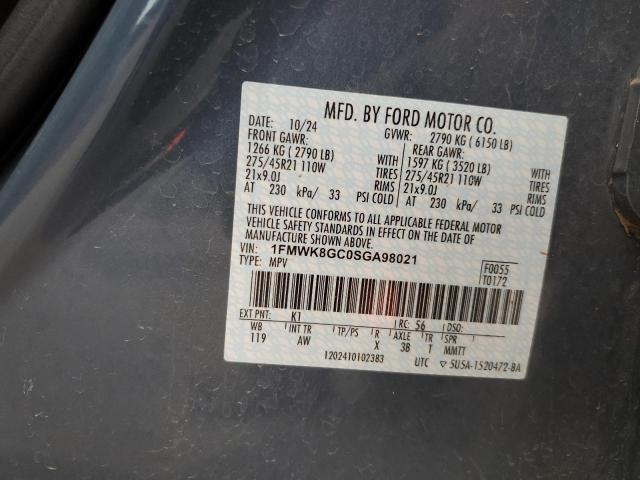 MFD. BY FORD MOTOR CO.
DATE: 10/24 GVWR: 2790 KG ( 6150 LB)
FRONT GAWR: REAR GAWR:
1266 KG ( 2790 LB) WITH 1597 KG ( 3520 LB) WITH
275/45R21 110W TIRES 275/45R21 110W TIRES
21x9.0J RIMS 21x9.0J RIMS
AT 230 kPa/ 33 PSI COLD AT 230 kPa/ 33 PSI COLD
THIS VEHICLE CONFORMS TO ALL APPLICABLE FEDERAL MOTOR
VEHICLE SAFETY STANDARDS IN EFFECT ON THE DATE OF
MANUFACTURE SHOWN ABOVE.
VIN: 1FMWK8GC0SGA98021
TYPE: MPV F0055
T0172
EXT PNT: K1 RC: 56 DSO:
WB INT TR TP/PS R AXLE TR SPR
119 AW X 3B 1 MMTT
1202410102383 UTC ▽ 5U5A-1520472-BA